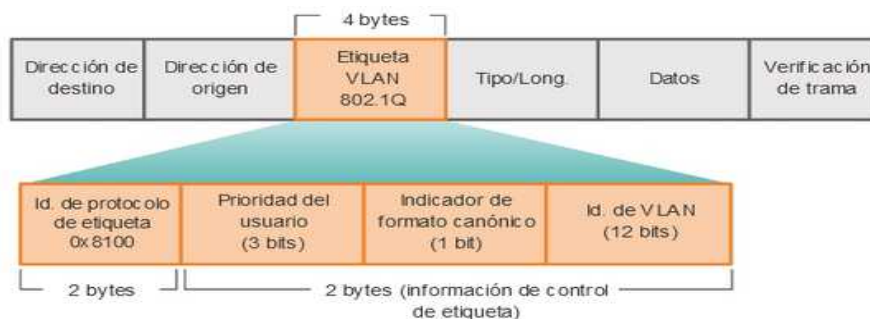 4 bytes
Dirección de
destino
Dirección de
origen
Etiqueta
VLAN
802.1Q
Tipo/Long.
Datos
Verificación
de trama
Id. de protocolo
de etiqueta
0x8100
Prioridad del
usuario
(3 bits)
Indicador de
formato canónico
(1 bit)
Id. de VLAN
(12 bits)
2 bytes
2 bytes (información de control
de etiqueta)